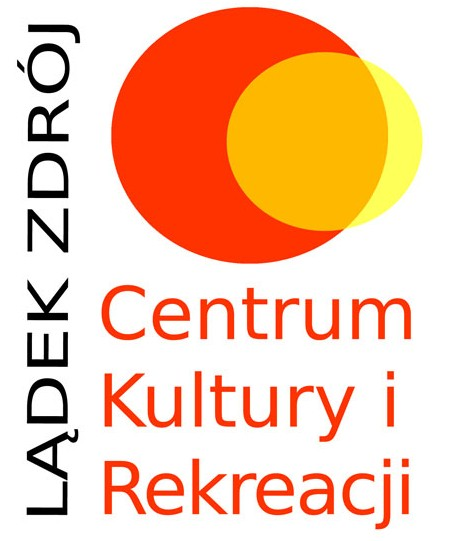 LĄDEK ZDRÓJ
Centrum
Kultury i
Rekreacji